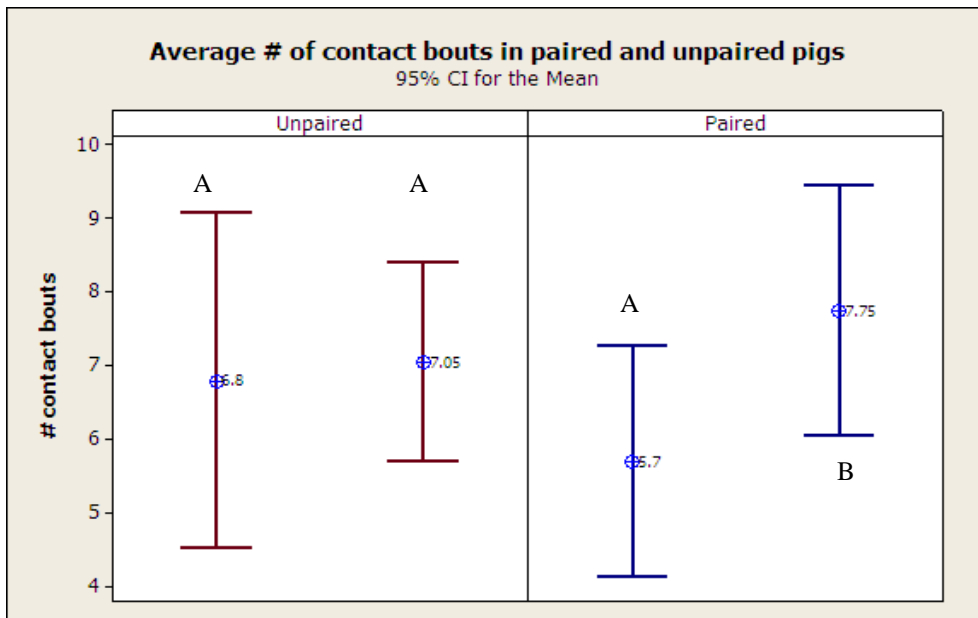 Average # of contact bouts in paired and unpaired pigs
95% CI for the Mean
Unpaired Paired
# contact bouts
10
9
8
7
6
5
4
A A
A
B
6.8
7.05
5.7
7.75